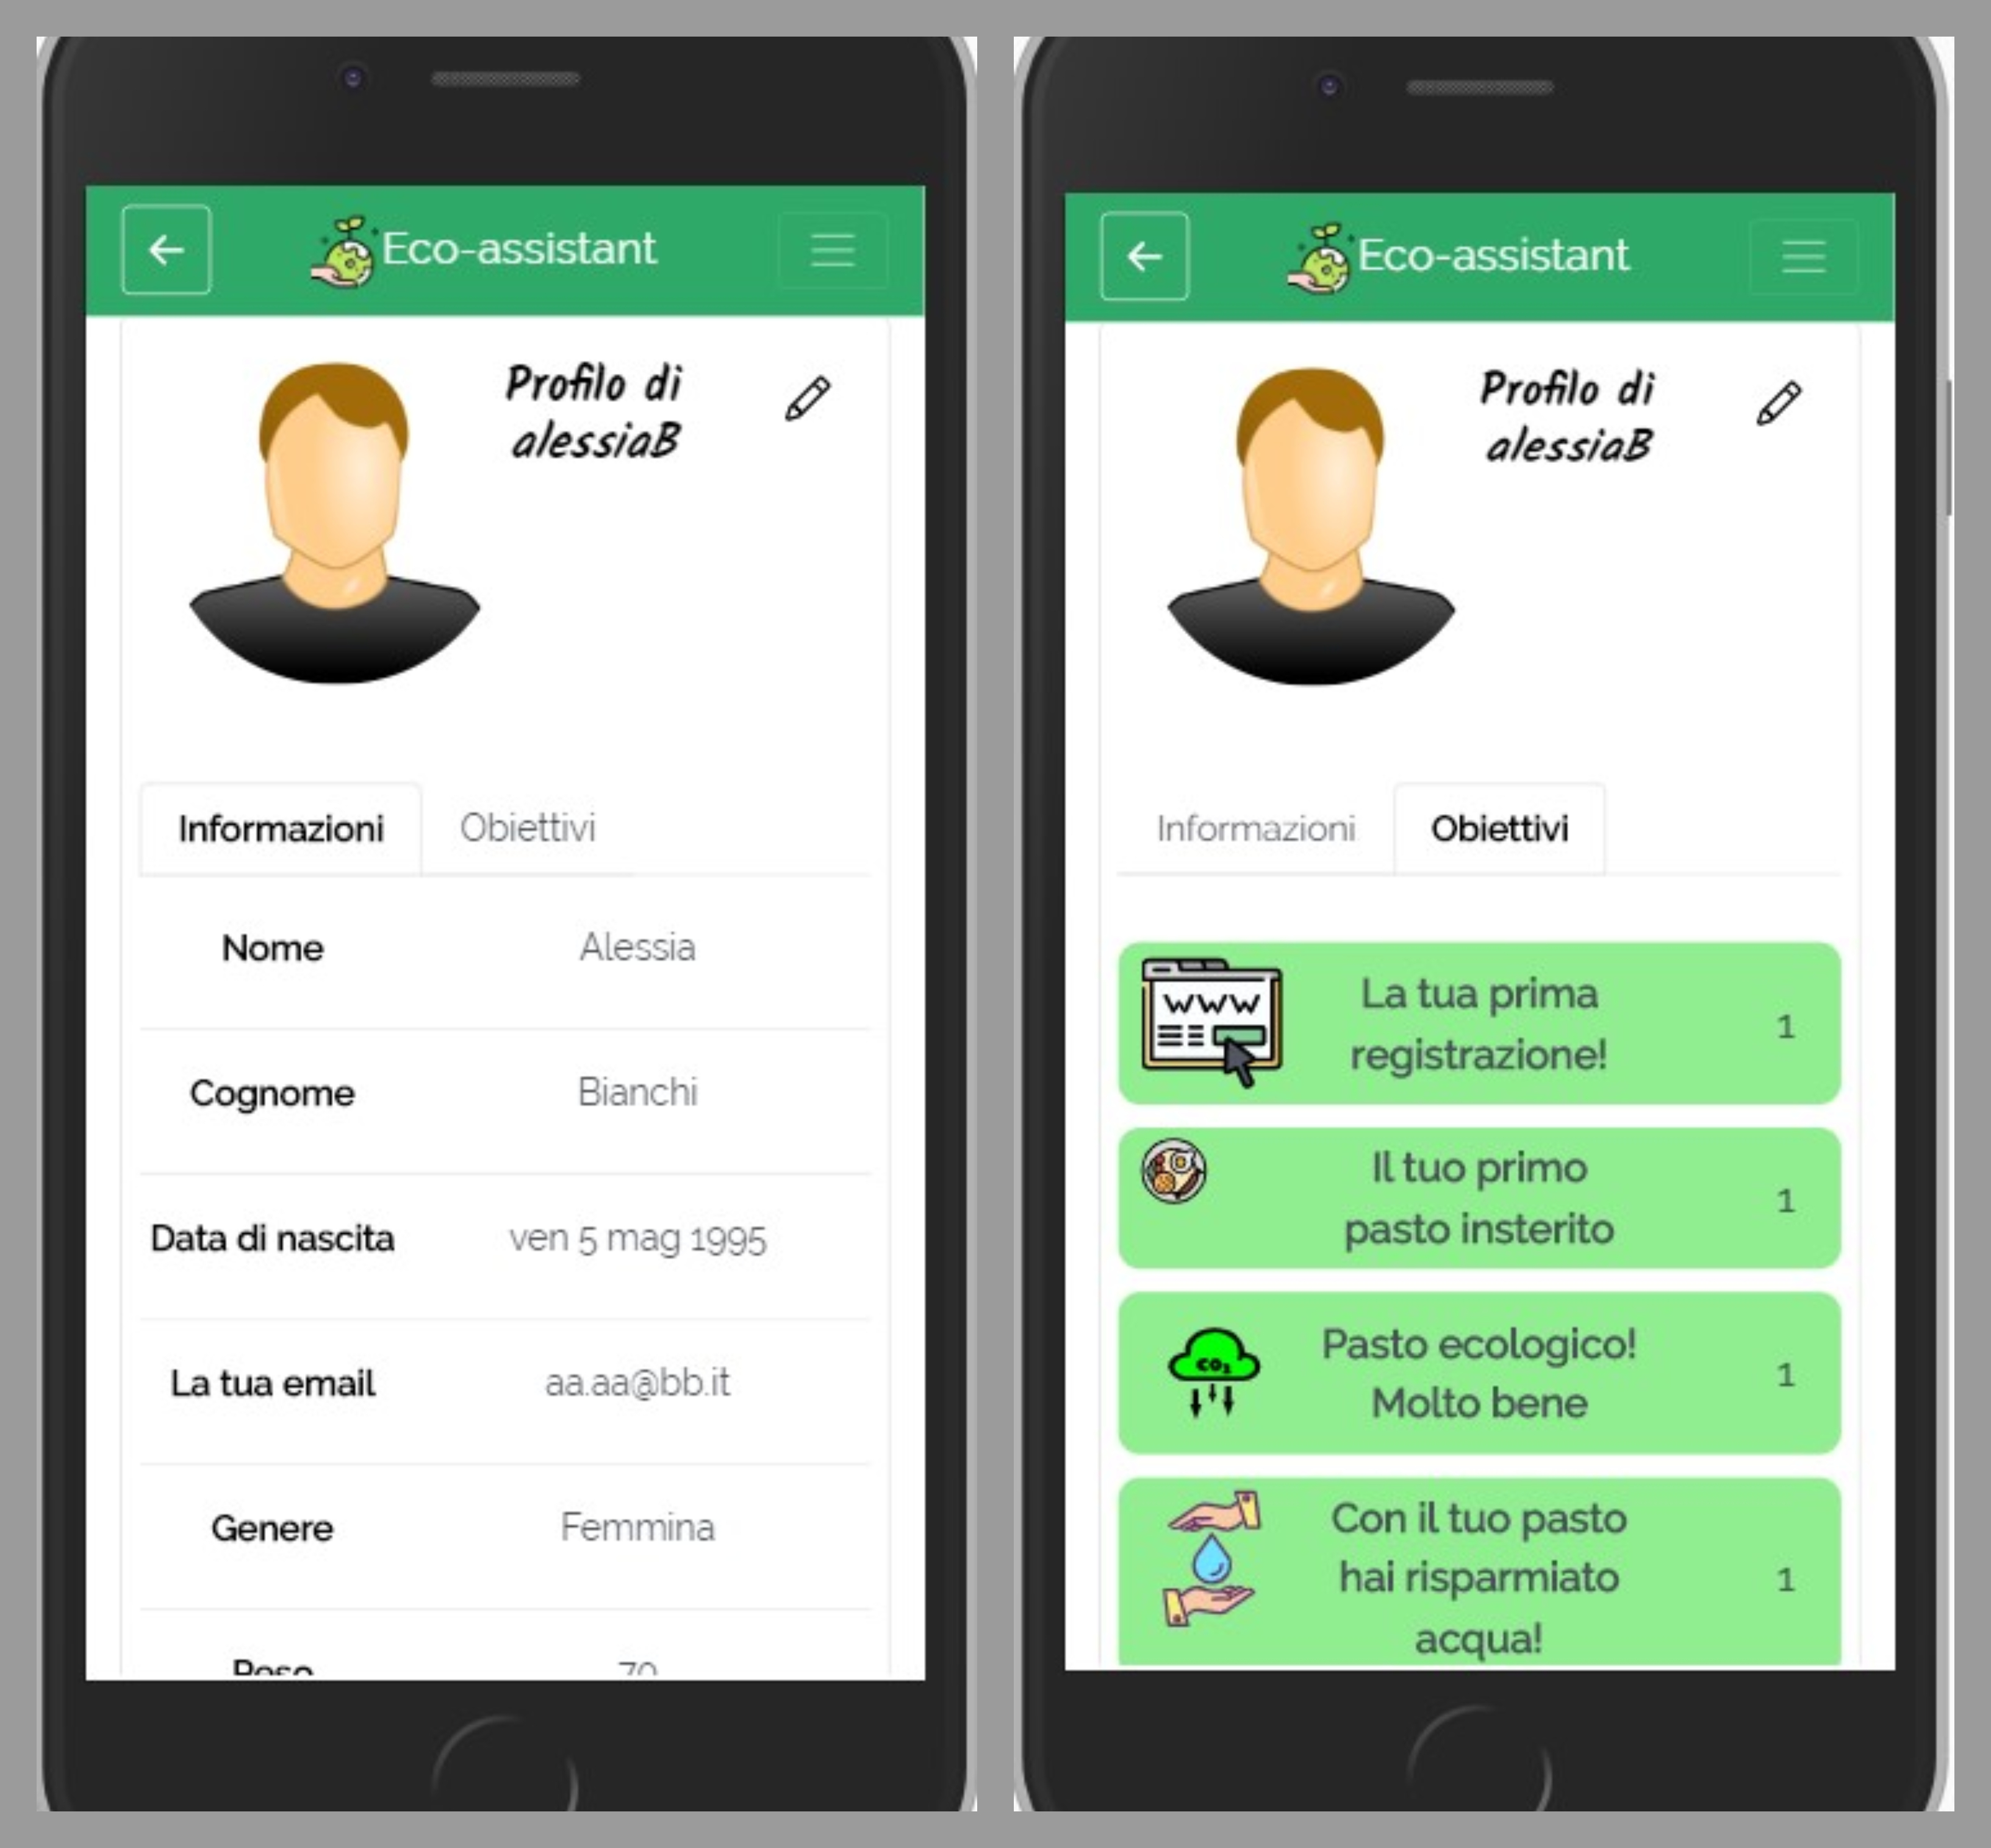 Eco-assistant
Profilo di
alessiaB
Informazioni Obiettivi
Nome Alessia
Cognome Bianchi
Data di nascita ven 5 mag 1995
La tua email aa.aa@bb.it
Genere Femmina
Peso 70
Eco-assistant
Profilo di
alessiaB
Informazioni Obiettivi
WWW
La tua prima
registrazione!
1
Il tuo primo
pasto insterito
1
CO₂
Pasto ecologico!
Molto bene
1
Con il tuo pasto
hai risparmiato
acqua!
1